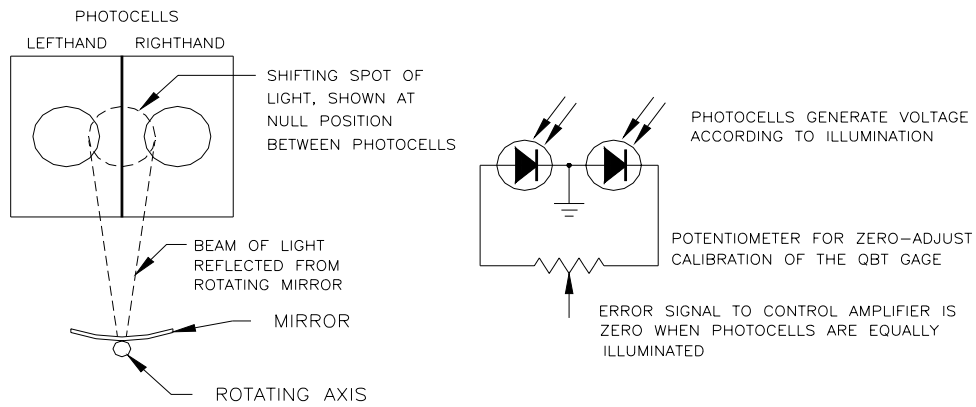 PHOTOCELLS
LEFTHAND RIGHTHAND
SHIFTING SPOT OF
LIGHT, SHOWN AT
NULL POSITION
BETWEEN PHOTOCELLS
BEAM OF LIGHT
REFLECTED FROM
ROTATING MIRROR
MIRROR
ROTATING AXIS
PHOTOCELLS GENERATE VOLTAGE
ACCORDING TO ILLUMINATION
POTENTIOMETER FOR ZERO-ADJUST
CALIBRATION OF THE QBT GAGE
ERROR SIGNAL TO CONTROL AMPLIFIER IS
ZERO WHEN PHOTOCELLS ARE EQUALLY
ILLUMINATED